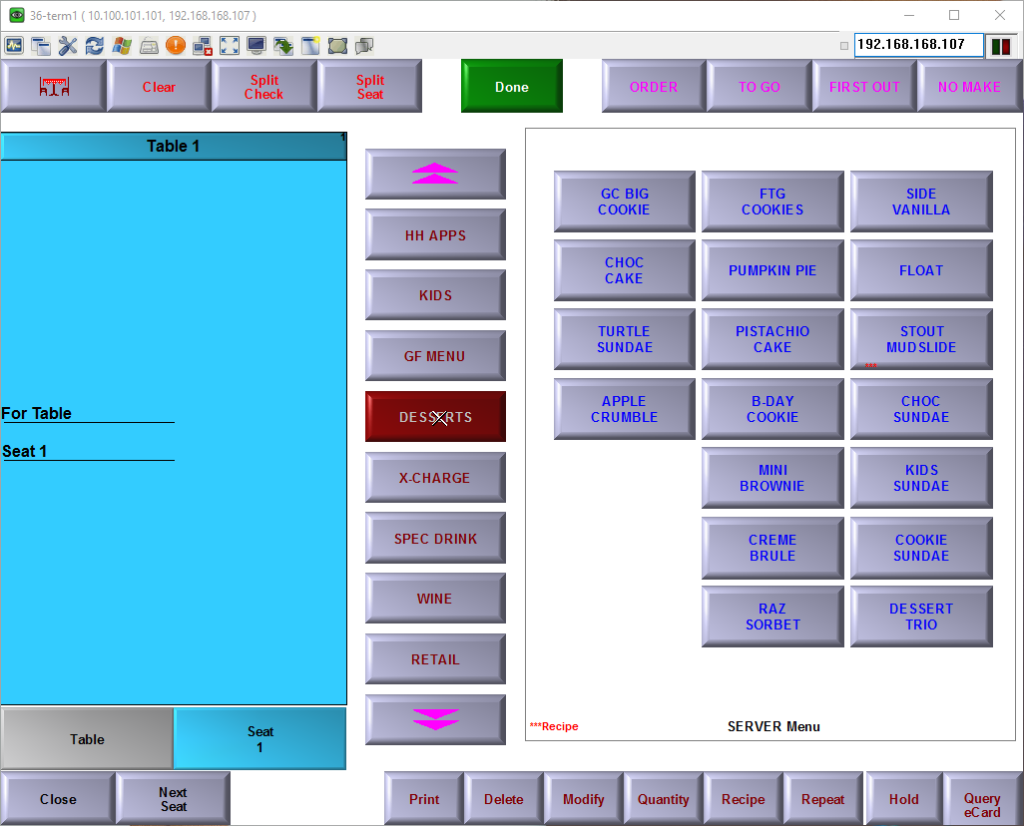 36-term1 ( 10.100.101.101, 192.168.168.107 )
192.168.168.107
Clear
Split
Check
Split
Seat
Done
ORDER
TO GO
FIRST OUT
NO MAKE
Table 1
1
For Table
Seat 1
HH APPS
KIDS
GF MENU
DESSERTS
X-CHARGE
SPEC DRINK
WINE
RETAIL
GC BIG
COOKIE
FTG
COOKIES
SIDE
VANILLA
CHOC
CAKE
PUMPKIN PIE
FLOAT
TURTLE
SUNDAE
PISTACHIO
CAKE
STOUT
MUDSLIDE
***
APPLE
CRUMBLE
B-DAY
COOKIE
CHOC
SUNDAE
MINI
BROWNIE
KIDS
SUNDAE
CREME
BRULE
COOKIE
SUNDAE
RAZ
SORBET
DESSERT
TRIO
***Recipe
SERVER Menu
Table
Seat
1
Close
Next
Seat
Print
Delete
Modify
Quantity
Recipe
Repeat
Hold
Query
eCard